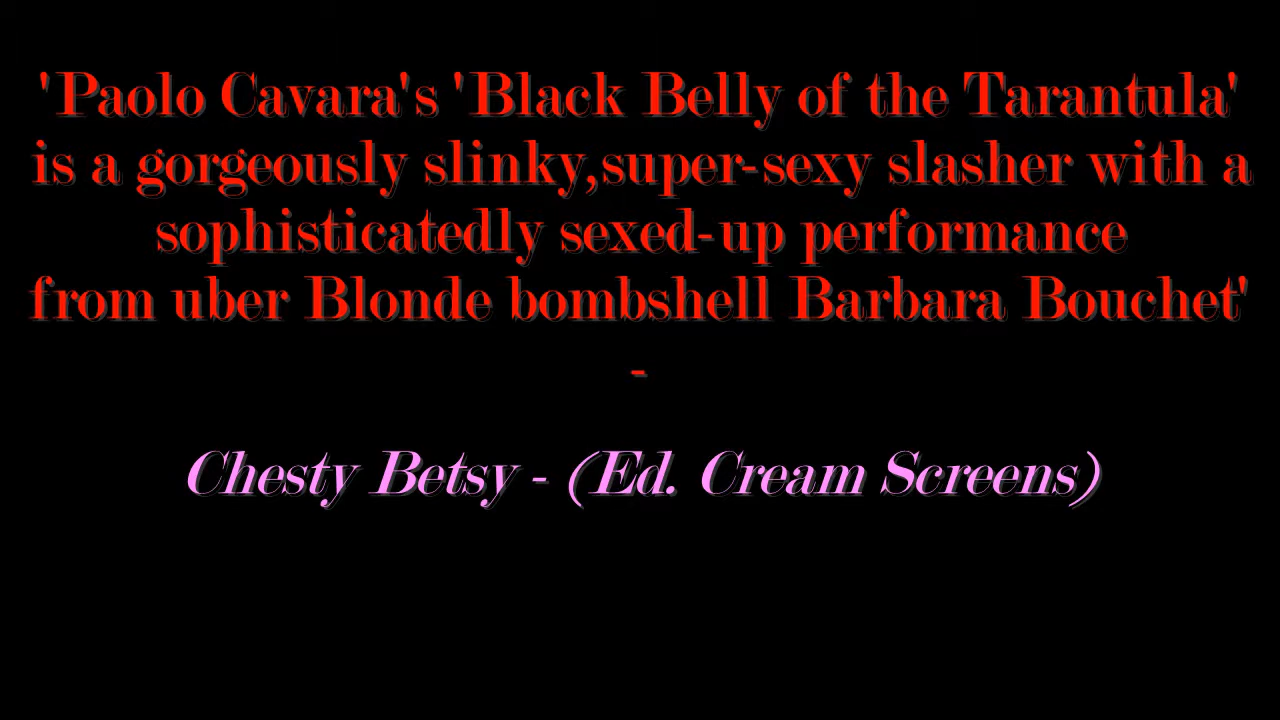 'Paolo Cavara's 'Black Belly of the Tarantula'
is a gorgeously slinky,super-sexy slasher with a
sophisticatedly sexed-up performance
from uber Blonde bombshell Barbara Bouchet'
-
Chesty Betsy - (Ed. Cream Screens)